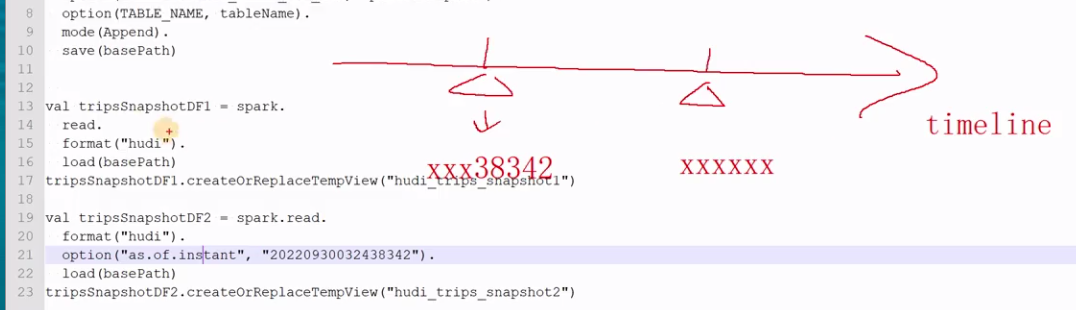 8 option(TABLE_NAME, tableName).
9 mode(Append).
10 save(basePath)
11
12
13 val tripsSnapshotDF1 = spark.
14 read.
15 format("hudi").
16 load(basePath)
17 tripsSnapshotDF1.createOrReplaceTempView("hudi_trips_snapshot1")
18
19 val tripsSnapshotDF2 = spark.read.
20 format("hudi").
21 option("as.of.instant", "20220930032438342").
22 load(basePath)
23 tripsSnapshotDF2.createOrReplaceTempView("hudi_trips_snapshot2")
timeline
xxx38342
xxxxxx